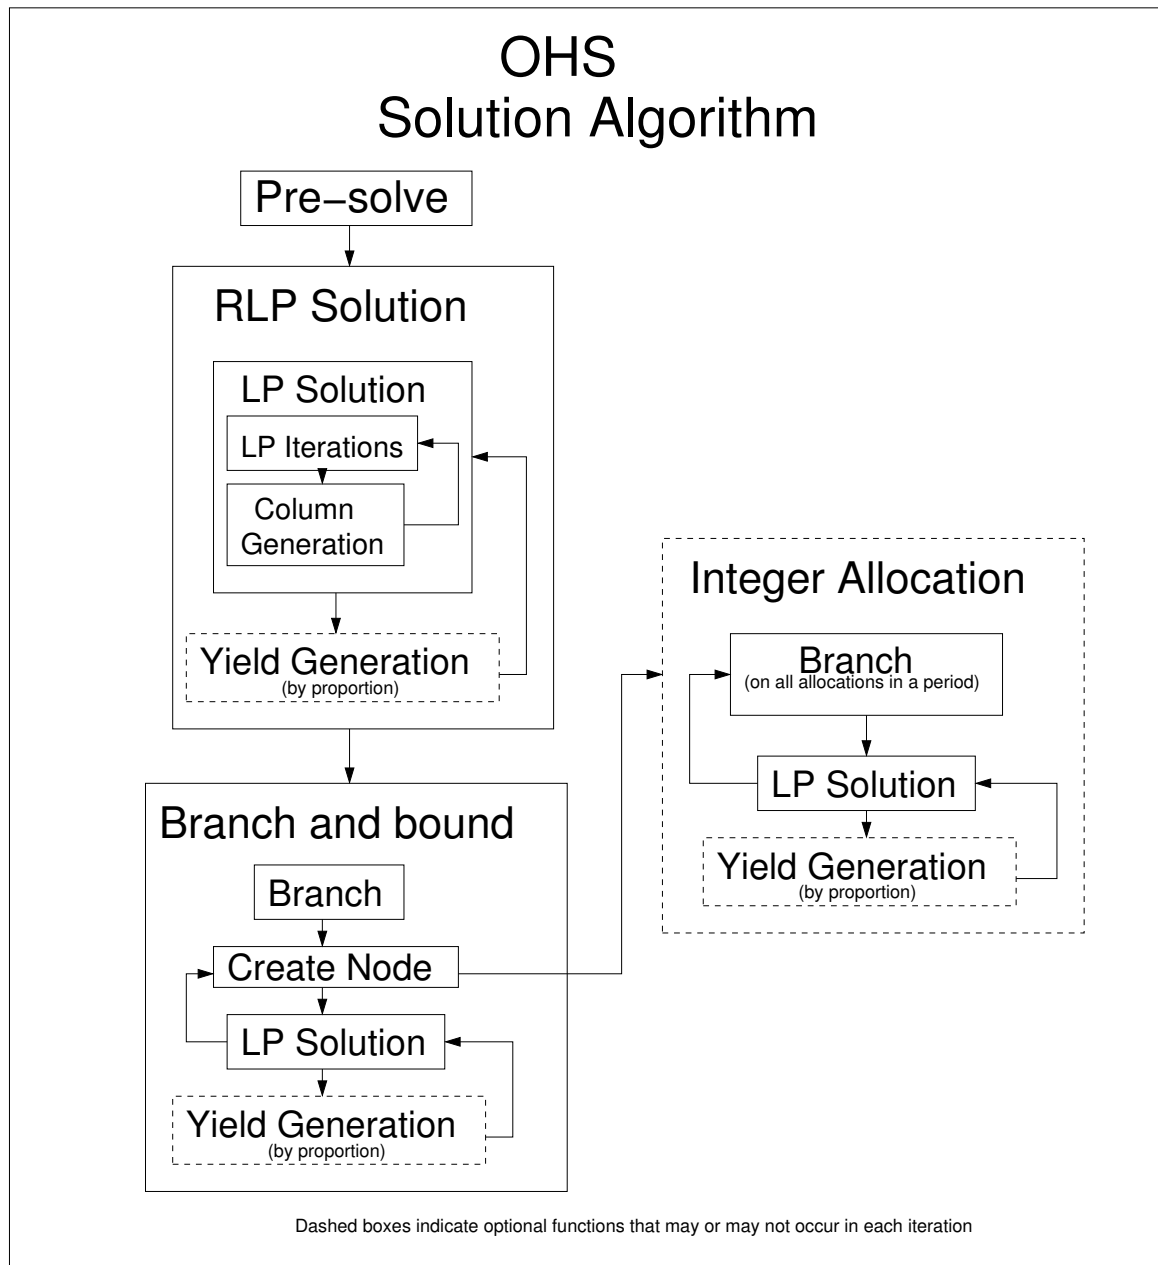 OHS
Solution Algorithm
Pre−solve
RLP Solution
LP Solution
LP Iterations
Column
Generation
Yield Generation
(by proportion)
Branch and bound
Branch
Create Node
LP Solution
Yield Generation
(by proportion)
Integer Allocation
Branch
(on all allocations in a period)
LP Solution
Yield Generation
(by proportion)
Dashed boxes indicate optional functions that may or may not occur in each iteration